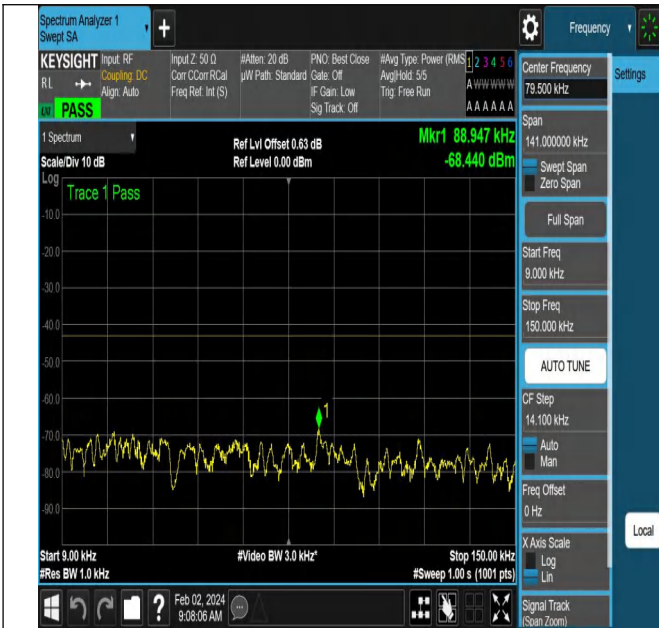 Spectrum Analyzer 1
Swept SA
+
Frequency
KEYSIGHT
RL
PASS
Input: RF
Coupling: DC
Align: Auto
Input Z: 50 Ω
Corr CCorr RCal
Freq Ref: Int (S)
#Atten: 20 dB
µW Path: Standard
PNO: Best Close
Gate: Off
IF Gain: Low
Sig Track: Off
#Avg Type: Power (RMS
Avg|Hold: 5/5
Trig: Free Run
1 2 3 4 5 6
A W W W W W
A A A A A A
1 Spectrum
Scale/Div 10 dB
Log
Ref Lvl Offset 0.63 dB
Ref Level 0.00 dBm
Mkr1 88.947 kHz
-68.440 dBm
Trace 1 Pass
-10.0
-20.0
-30.0
-40.0
-50.0
-60.0
-70.0
-80.0
-90.0
1
Start 9.00 kHz
#Res BW 1.0 kHz
#Video BW 3.0 kHz*
Stop 150.00 kHz
#Sweep 1.00 s (1001 pts)
?
Feb 02, 2024
9:08:06 AM
Center Frequency
79.500 kHz
Settings
Span
141.000000 kHz
Swept Span
Zero Span
Full Span
Start Freq
9.000 kHz
Stop Freq
150.000 kHz
AUTO TUNE
CF Step
14.100 kHz
Auto
Man
Freq Offset
0 Hz
Local
X Axis Scale
Log
Lin
Signal Track
(Span Zoom)